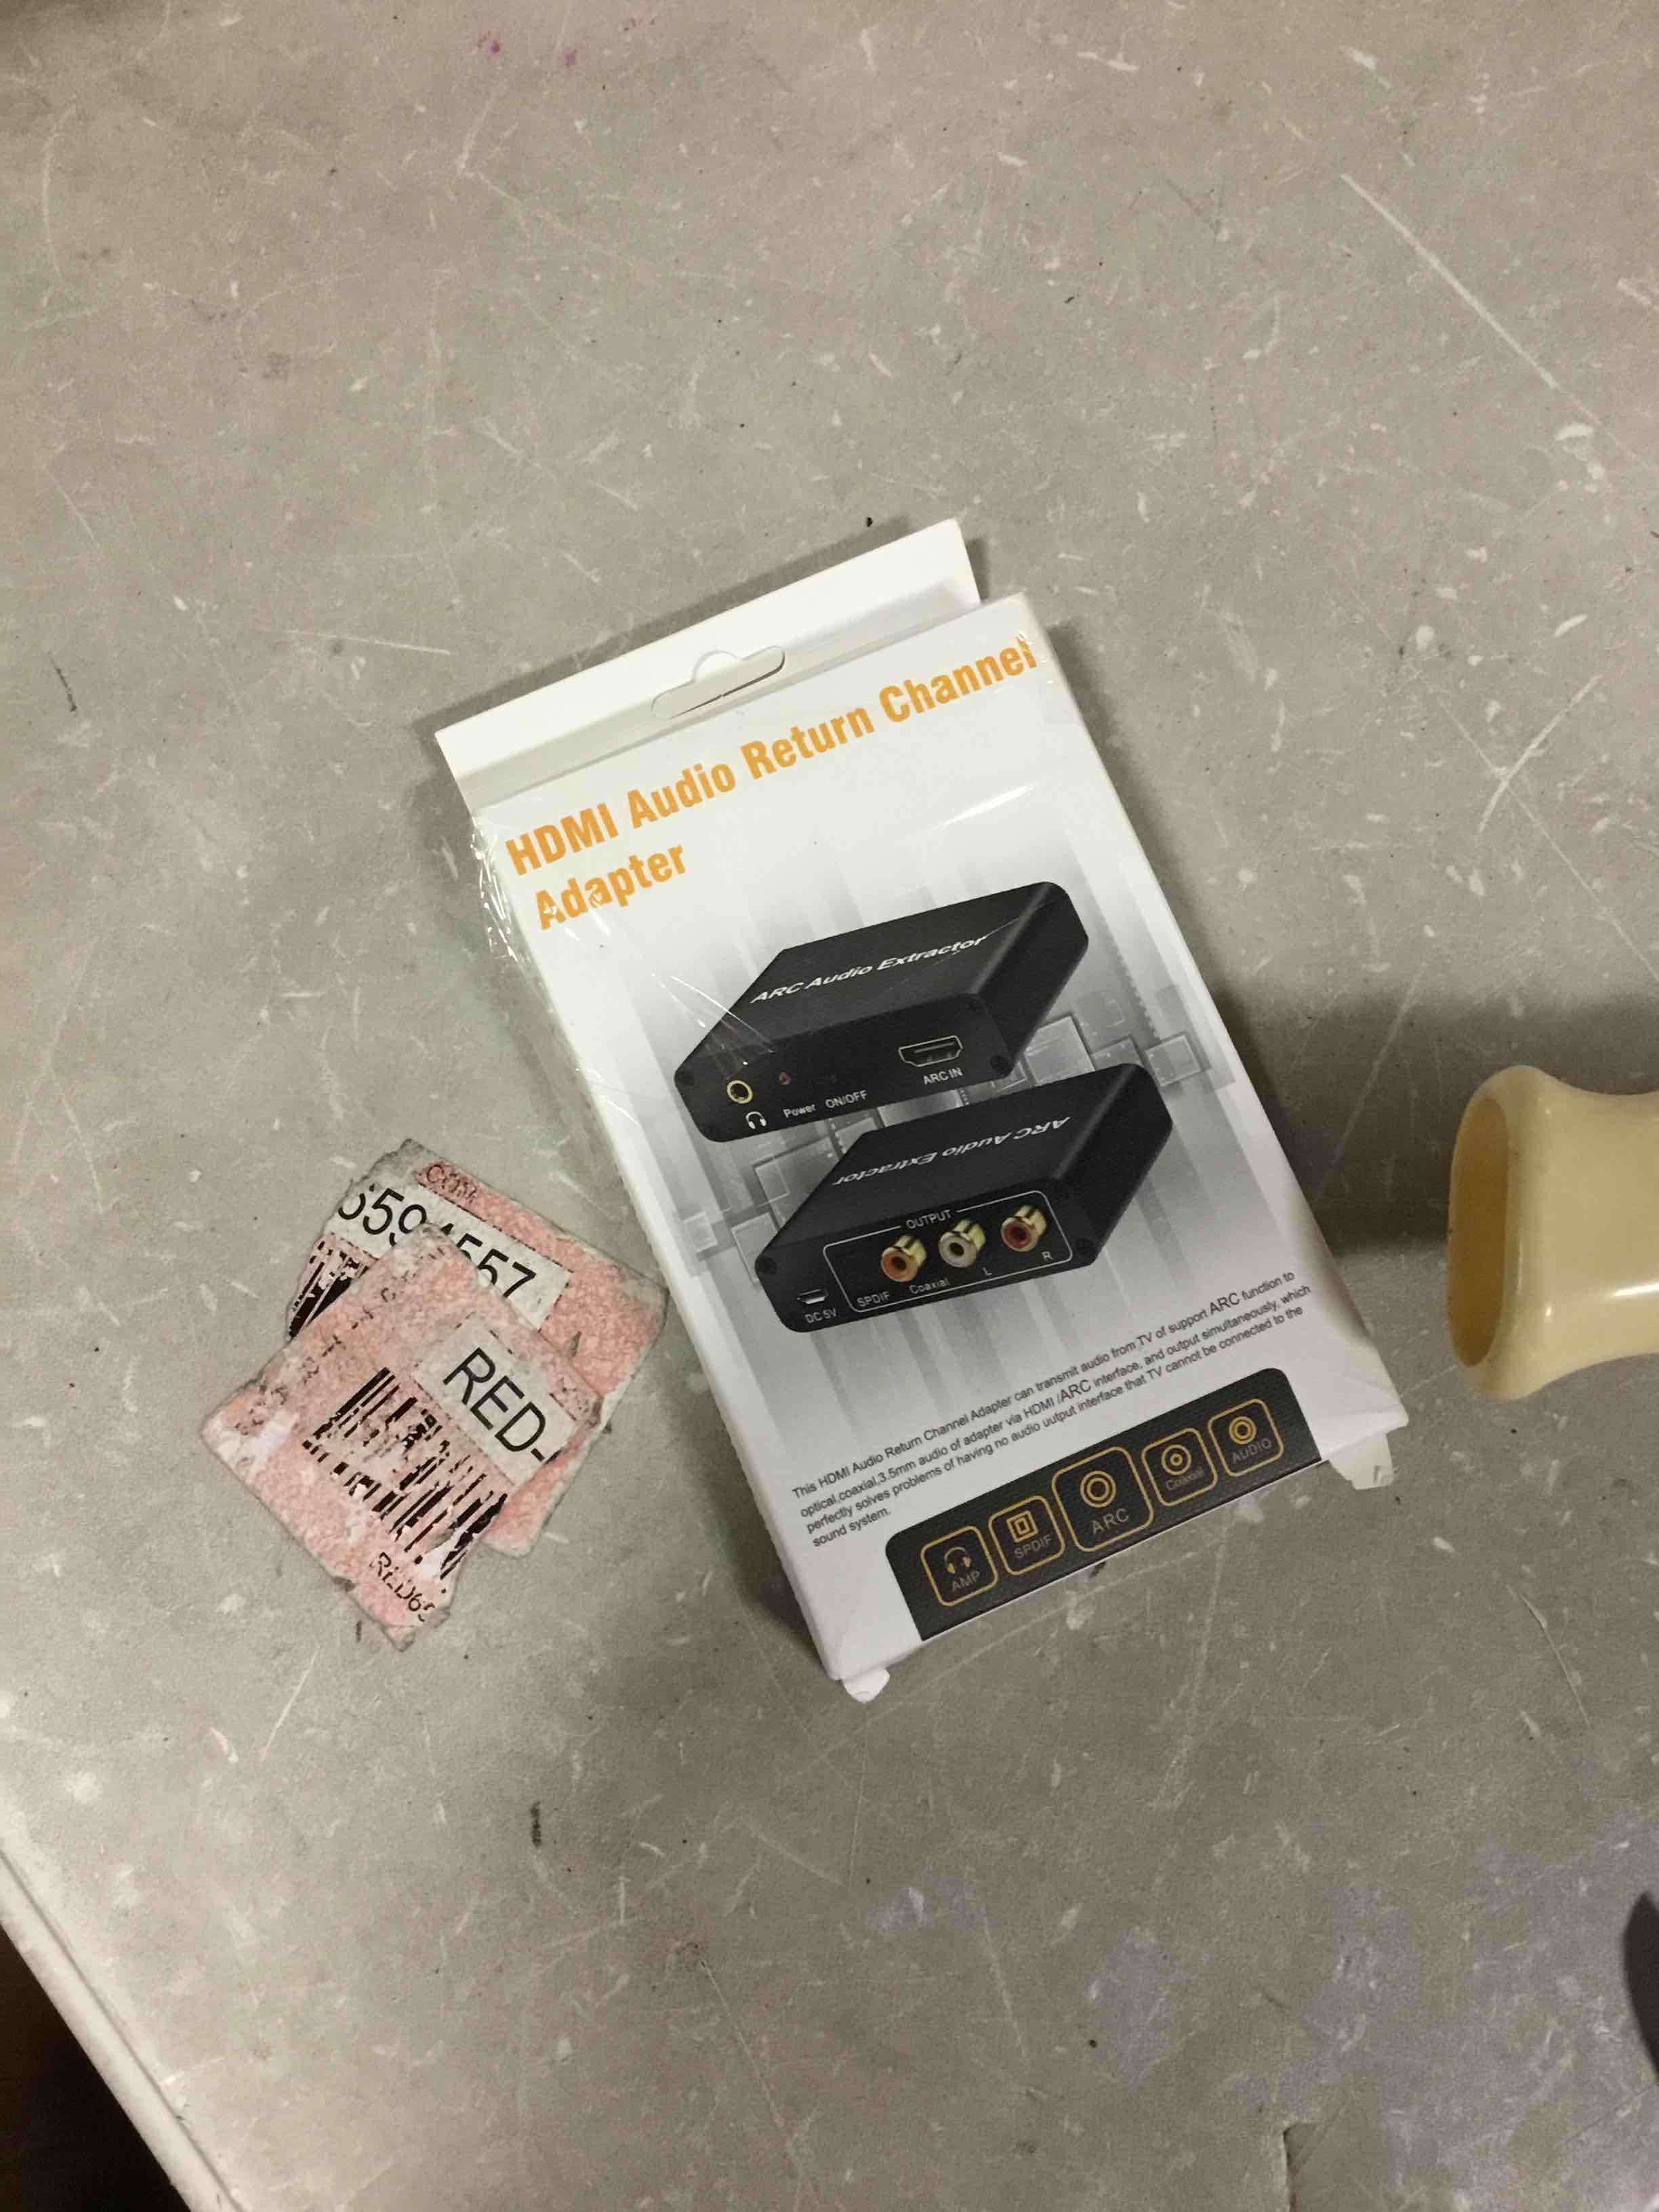 HDMI Audio Return Channel
Adapter
ARC Audio Extractor
Power ON/OFF
ARC IN
ARC Audio Extractor
OUTPUT
DC 5V
SPDIF
Coaxial
L
R
This HDMI Audio Return Channel Adapter can transmit audio from TV of support ARC function to
optical,coaxial,3.5mm audio of adapter via HDMI /ARC interface, and output simultaneously, which
perfectly solves problems of having no audio output interface that TV cannot be connected to the
sound system.
AMP
SPDIF
ARC
Coaxial
AUDIO
557
RED-